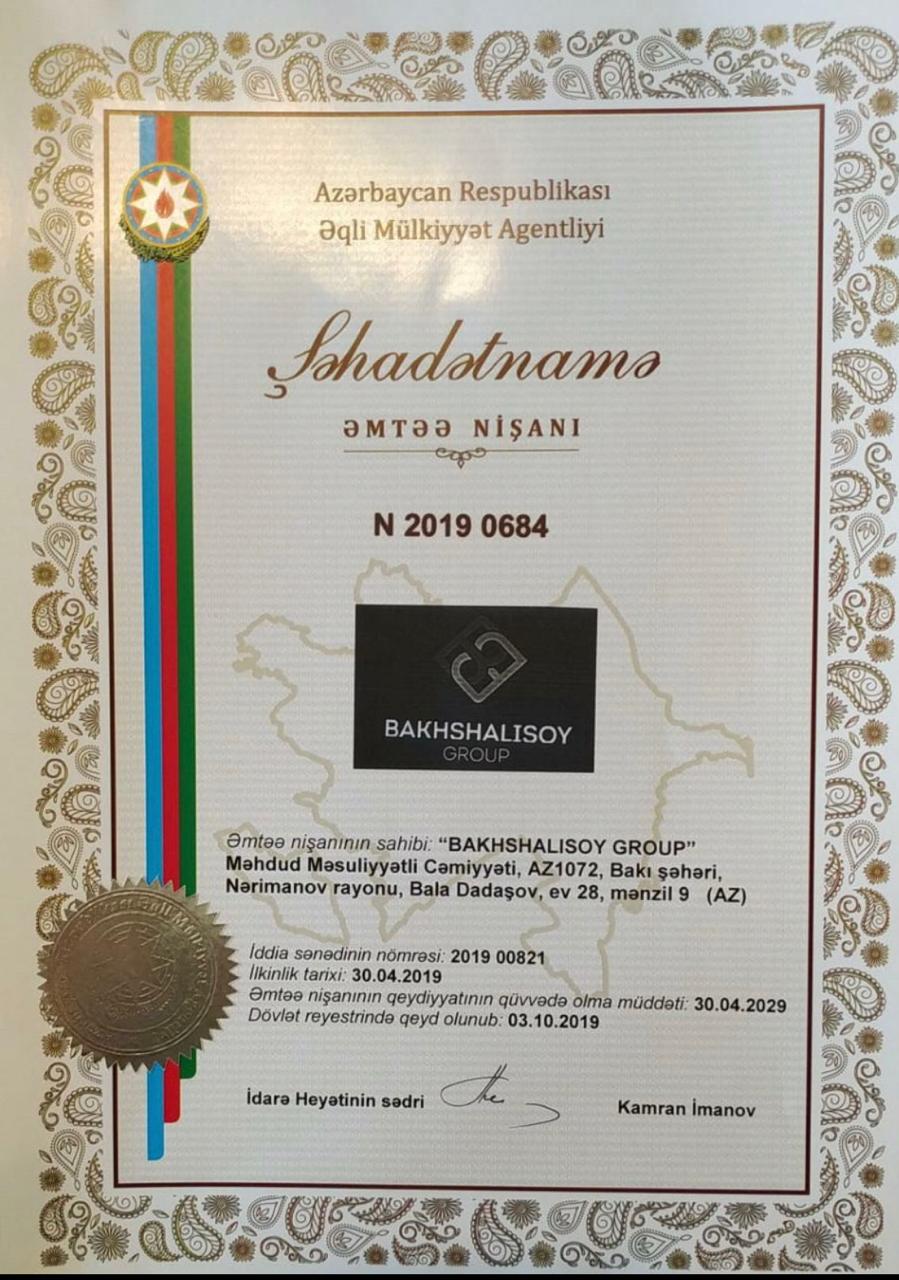 Azərbaycan Respublikası
Əqli Mülkiyyət Agentliyi
Şəhadətnamə
ƏMTƏƏ NİŞANI
N 2019 0684
BAKHSHALISOY
GROUP
Əmtəə nişanının sahibi: “BAKHSHALISOY GROUP”
Məhdud Məsuliyyətli Cəmiyyəti, AZ1072, Bakı şəhəri,
Nərimanov rayonu, Bala Dadaşov, ev 28, mənzil 9 (AZ)
İddia sənədinin nömrəsi: 2019 00821
İlkinlik tarixi: 30.04.2019
Əmtəə nişanının qeydiyyatının qüvvədə olma müddəti: 30.04.2029
Dövlət reyestrində qeyd olunub: 03.10.2019
İdarə Heyətinin sədri
Kamran İmanov